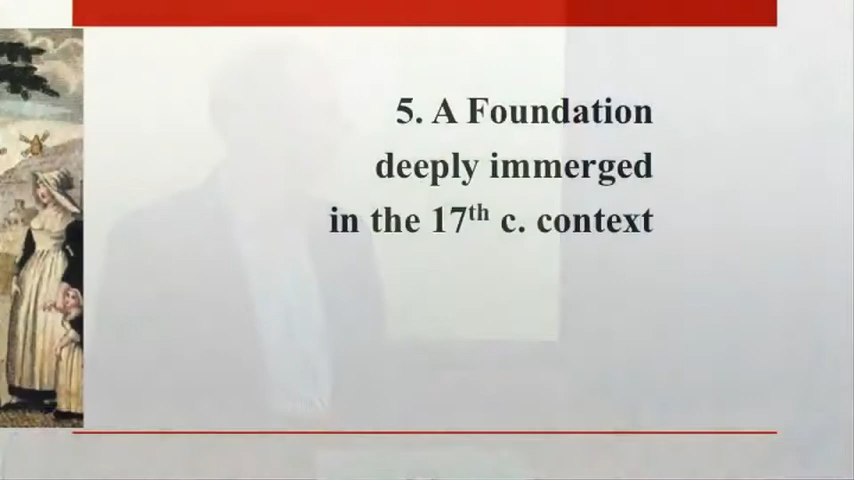 5. A Foundation
deeply immerged
in the 17th c. context